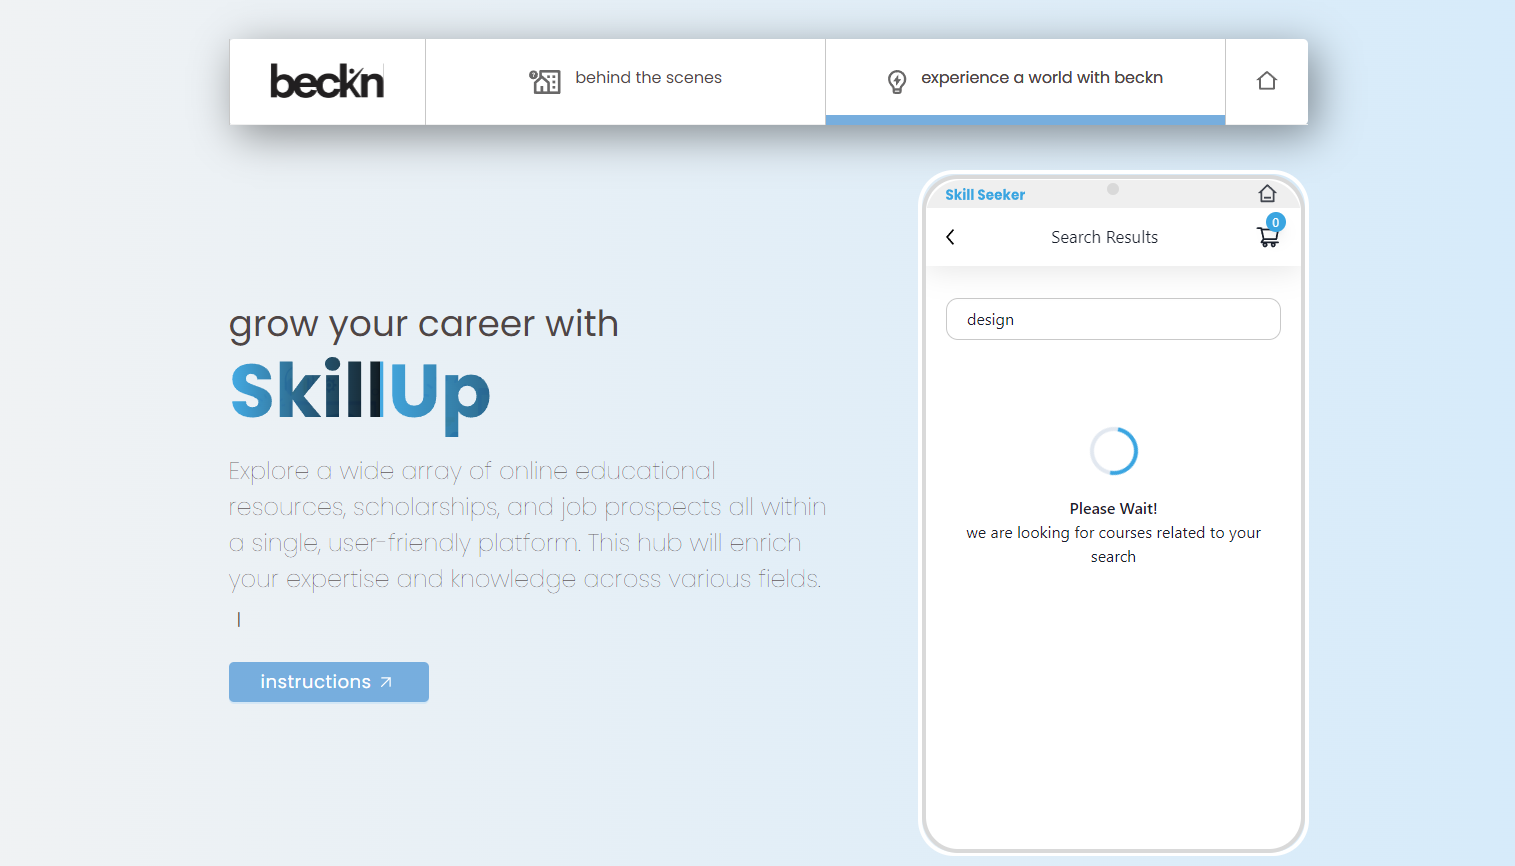 beckn
behind the scenes
experience a world with beckn
grow your career with
SkillUp
Explore a wide array of online educational
resources, scholarships, and job prospects all within
a single, user-friendly platform. This hub will enrich
your expertise and knowledge across various fields.
instructions
Skill Seeker
Search Results
0
design
Please Wait!
we are looking for courses related to your
search